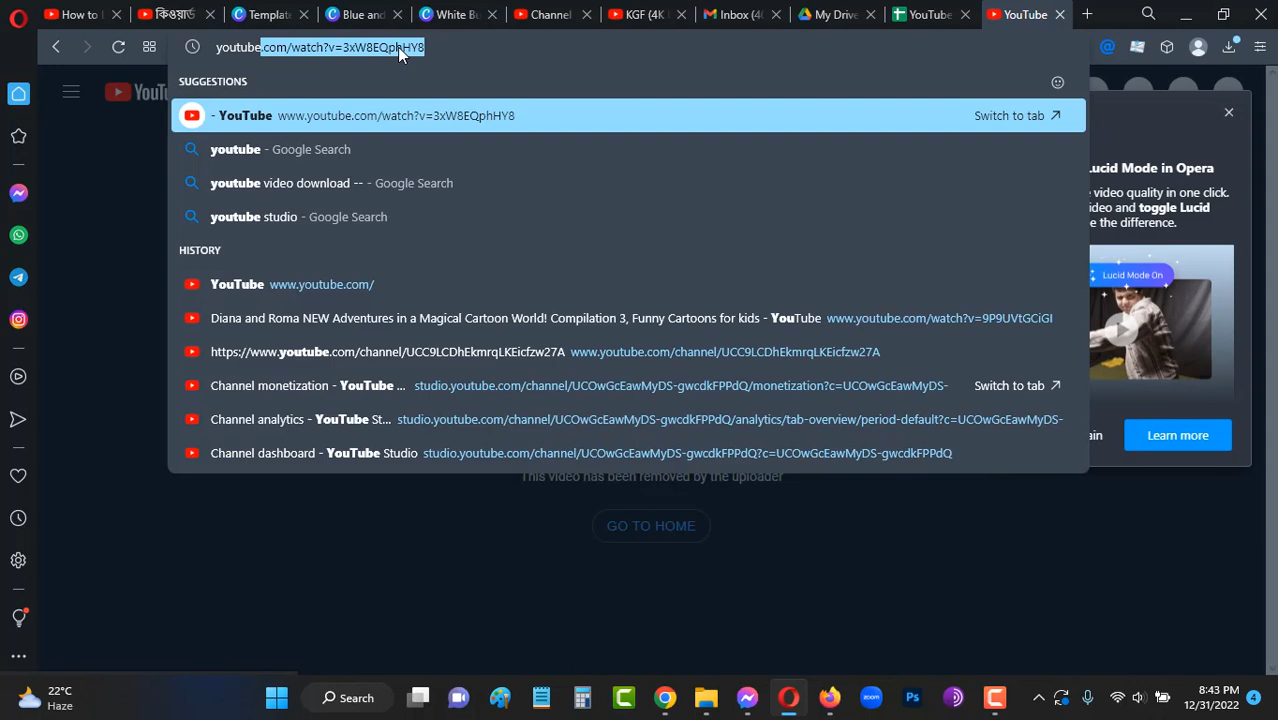 How to L
কিওয়ার্ড
Template
Blue and
White Bu
Channel
KGF (4K U
Inbox (40
My Drive
YouTube
YouTube
youtube.com/watch?v=3xW8EQphHY8
YouTu
SUGGESTIONS
- YouTube www.youtube.com/watch?v=3xW8EQphHY8 Switch to tab
youtube - Google Search
youtube video download -- - Google Search
youtube studio - Google Search
HISTORY
YouTube www.youtube.com/
Diana and Roma NEW Adventures in a Magical Cartoon World! Compilation 3, Funny Cartoons for kids - YouTube www.youtube.com/watch?v=9P9UVtGCiGI
https://www.youtube.com/channel/UCC9LCDhEkmrqLKEicfzw27A www.youtube.com/channel/UCC9LCDhEkmrqLKEicfzw27A
Channel monetization - YouTube ... studio.youtube.com/channel/UCOwGcEawMyDS-gwcdkFPPdQ/monetization?c=UCOwGcEawMyDS- Switch to tab
Channel analytics - YouTube St... studio.youtube.com/channel/UCOwGcEawMyDS-gwcdkFPPdQ/analytics/tab-overview/period-default?c=UCOwGcEawMyDS-
Channel dashboard - YouTube Studio studio.youtube.com/channel/UCOwGcEawMyDS-gwcdkFPPdQ?c=UCOwGcEawMyDS-gwcdkFPPdQ
ucid Mode in Opera
e video quality in one click.
ideo and toggle Lucid
e the difference.
Lucid Mode On
ain
Learn more
This video has been removed by the uploader
GO TO HOME
22°C
Haze
Search
zoom
Ps
8:43 PM
12/31/2022
4